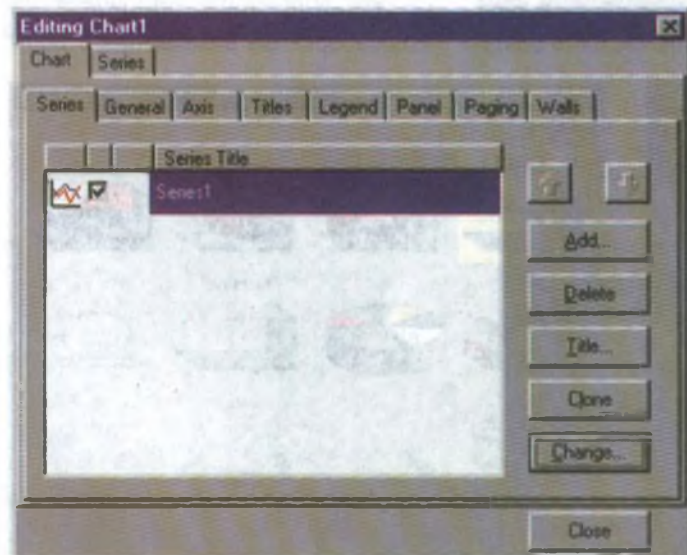 Editing Chart1
Chart Series
Series General Axis Titles Legend Panel Paging Walls
Series Title
Series1
Add...
Delete
Title...
Clone
Change...
Close